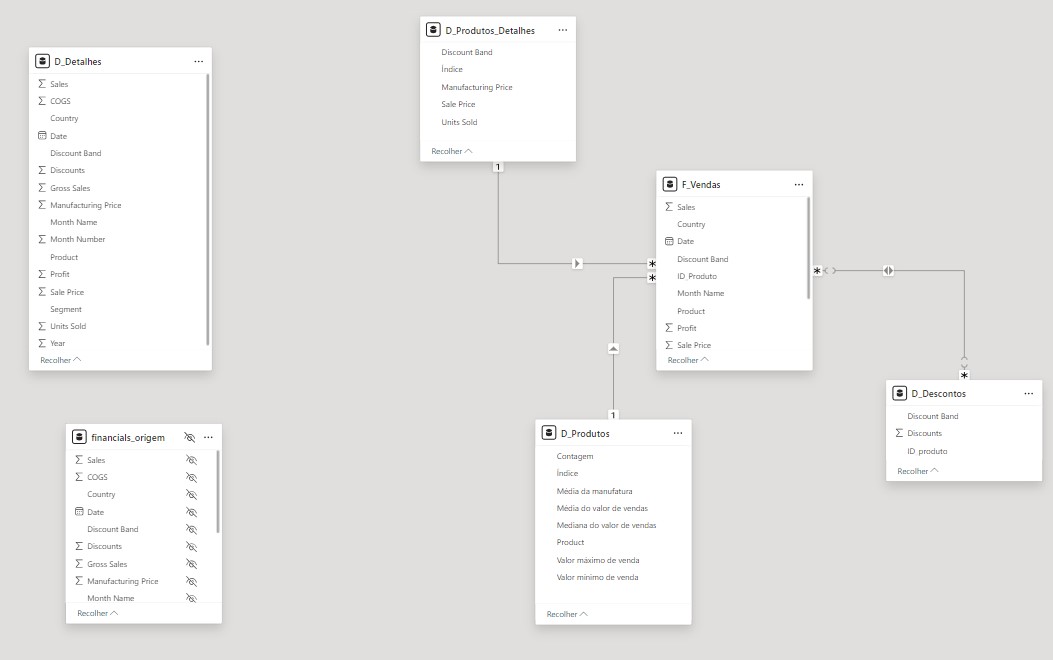 D_Detalhes
Sales
COGS
Country
Date
Discount Band
Discounts
Gross Sales
Manufacturing Price
Month Name
Month Number
Product
Profit
Sale Price
Segment
Units Sold
Year
Recolher
D_Produtos_Detalhes
Discount Band
Índice
Manufacturing Price
Sale Price
Units Sold
Recolher
1
*
*
F_Vendas
Sales
Country
Date
Discount Band
ID_Produto
Month Name
Product
Profit
Sale Price
Recolher
*
*
D_Descontos
Discount Band
Discounts
ID_produto
Recolher
financials_origem
Sales
COGS
Country
Date
Discount Band
Discounts
Gross Sales
Manufacturing Price
Month Name
Recolher
1
D_Produtos
Contagem
Índice
Média da manufatura
Média do valor de vendas
Mediana do valor de vendas
Product
Valor máximo de venda
Valor mínimo de venda
Recolher